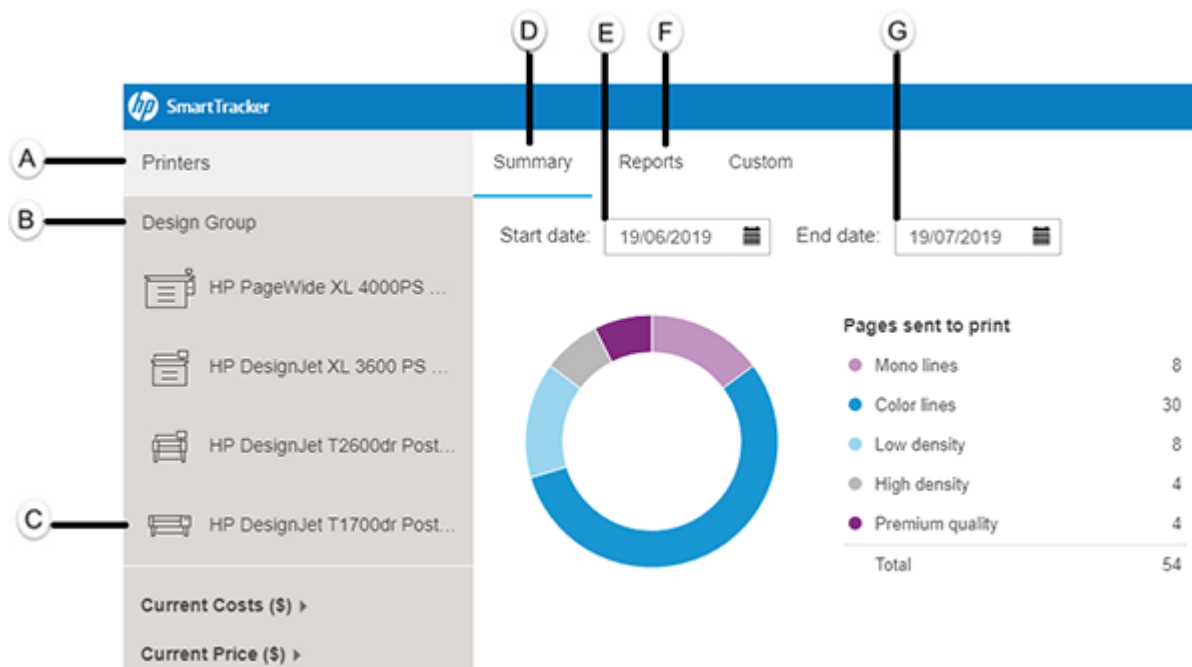 D
E
F
G
hp SmartTracker
A
Printers
Summary
Reports
Custom
B
Design Group
Start date: 19/06/2019
End date: 19/07/2019
HP PageWide XL 4000PS ...
HP DesignJet XL 3600 PS ...
HP DesignJet T2600dr Post...
C
HP DesignJet T1700dr Post...
Pages sent to print
Mono lines 8
Color lines 30
Low density 8
High density 4
Premium quality 4
Total 54
Current Costs ($)
Current Price ($)